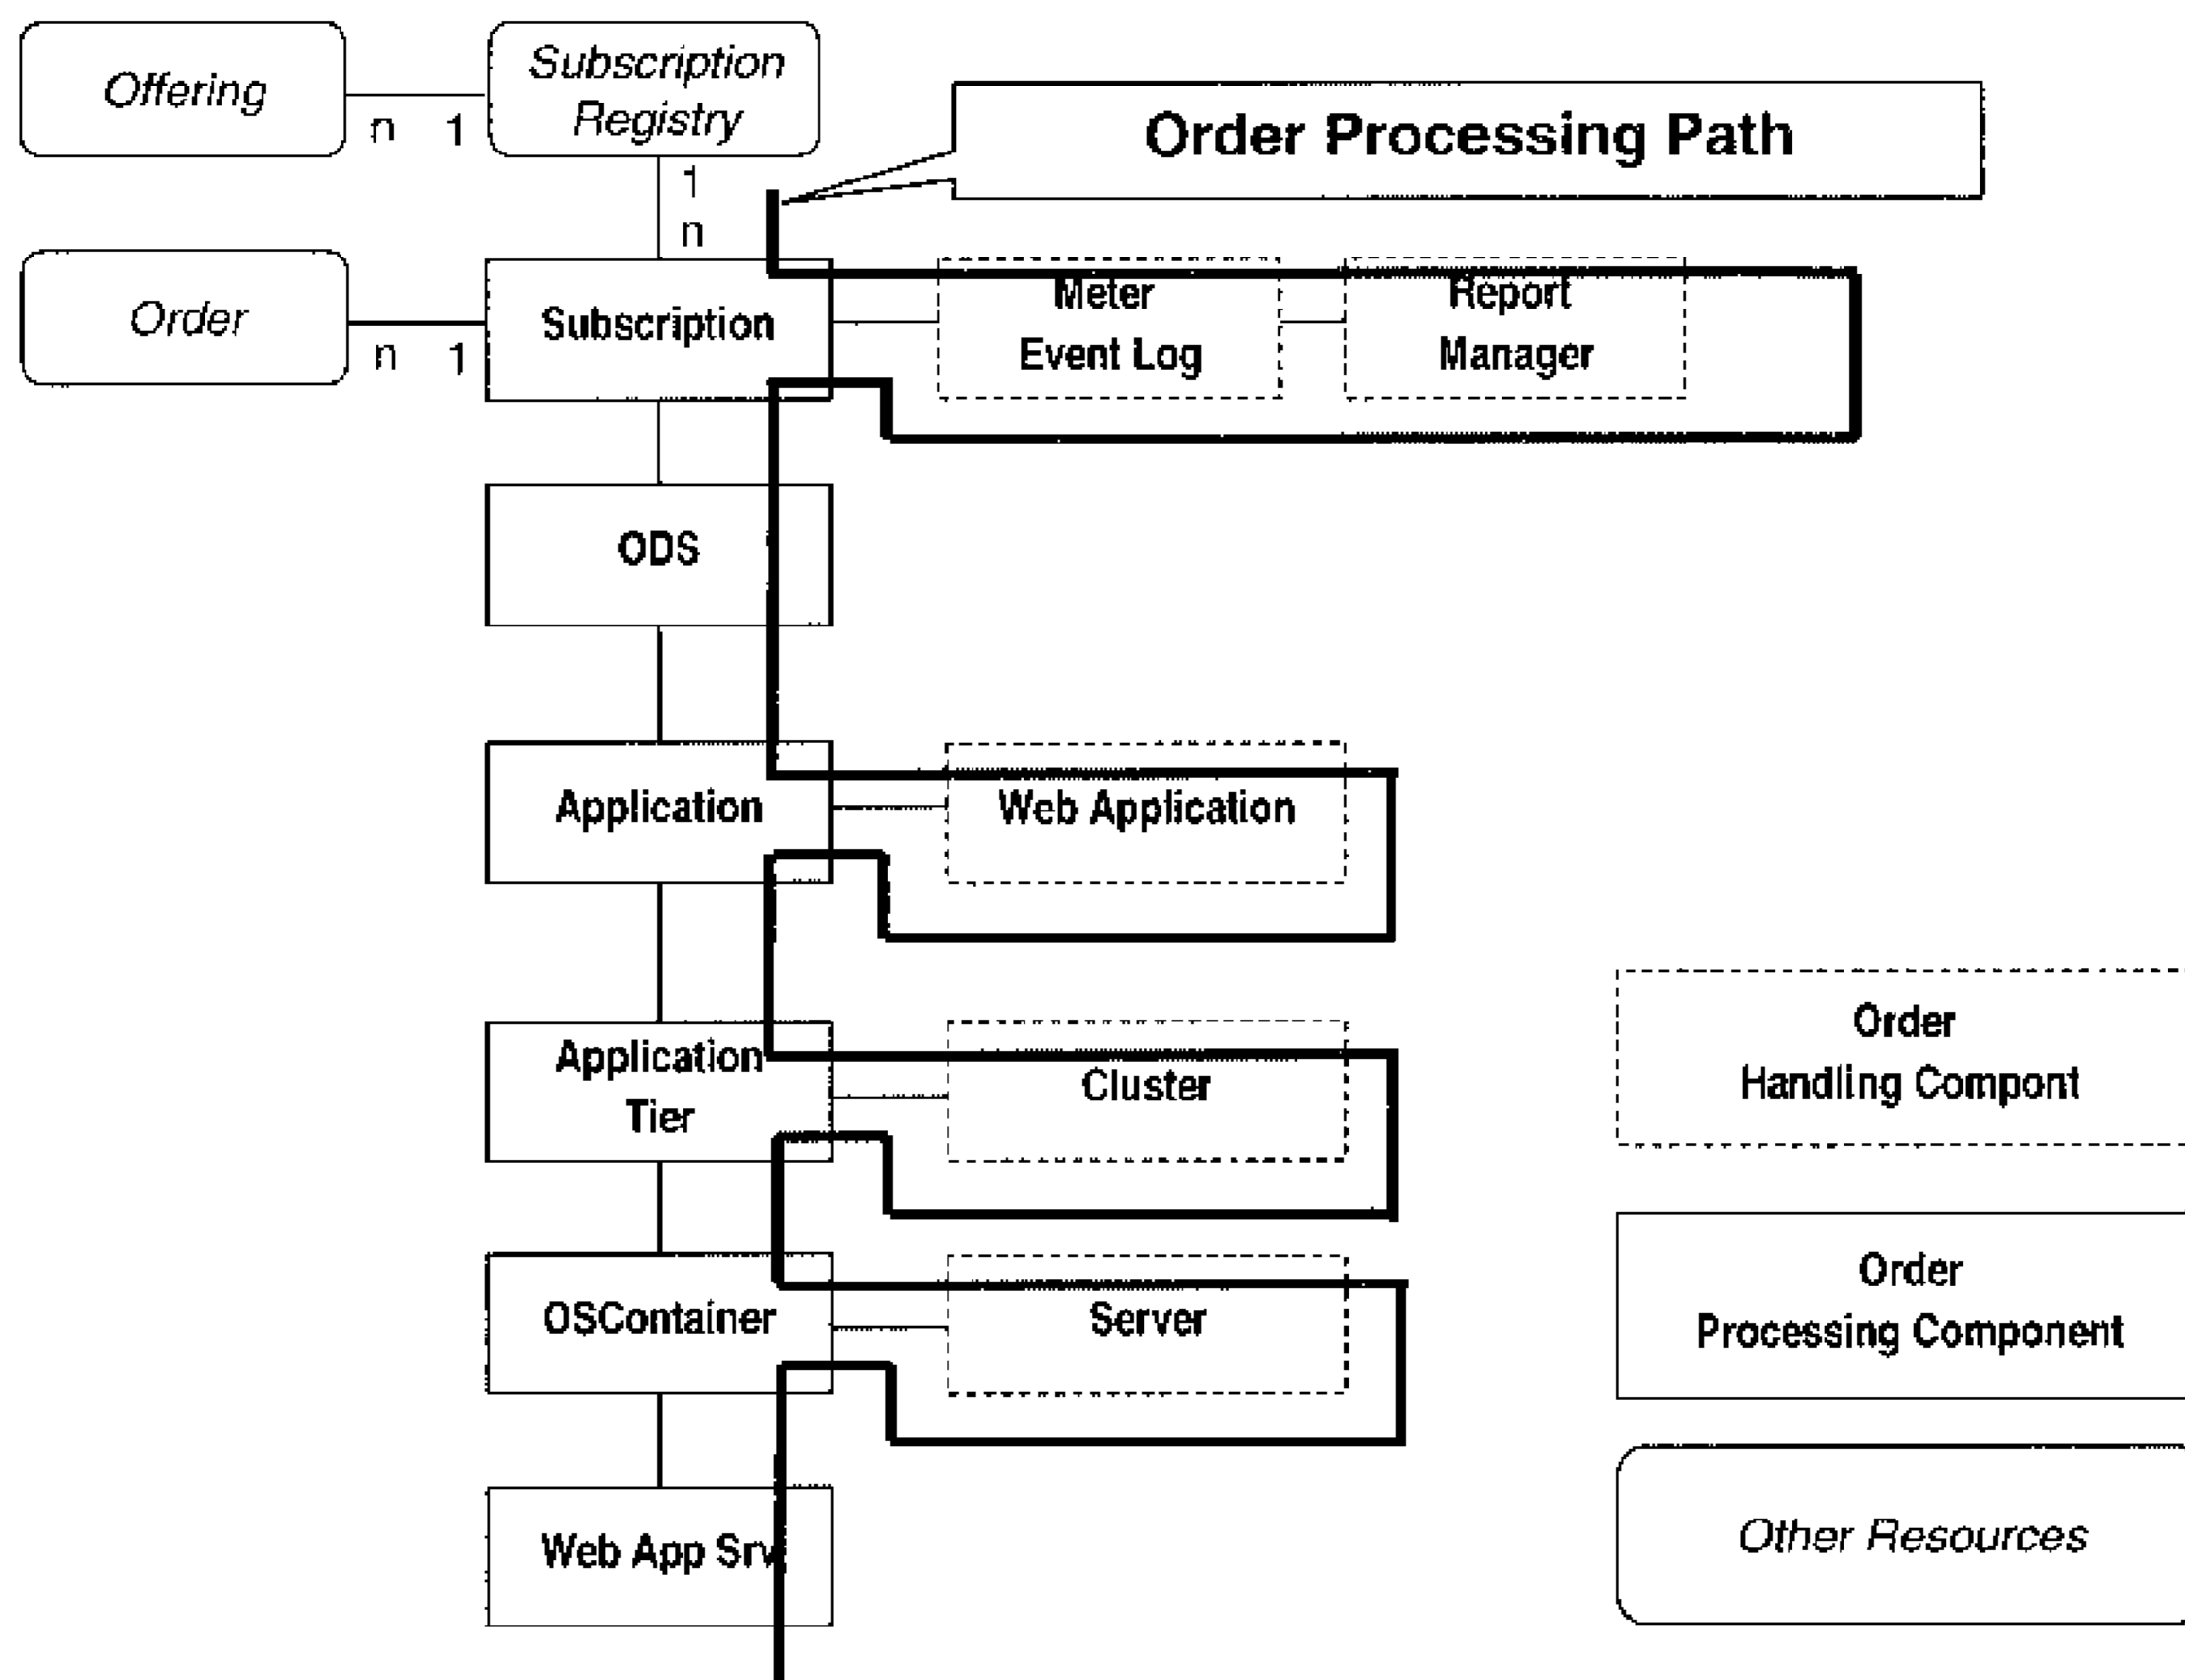 Offering
n 1
Subscription
Registry
1
n
Order Processing Path
Order
n 1
Subscription
Meter
Event Log
Report
Manager
ODS
Application
Web Application
Application
Tier
Cluster
OSContainer
Server
Web App Srv
Order
Handling Compont
Order
Processing Component
Other Resources